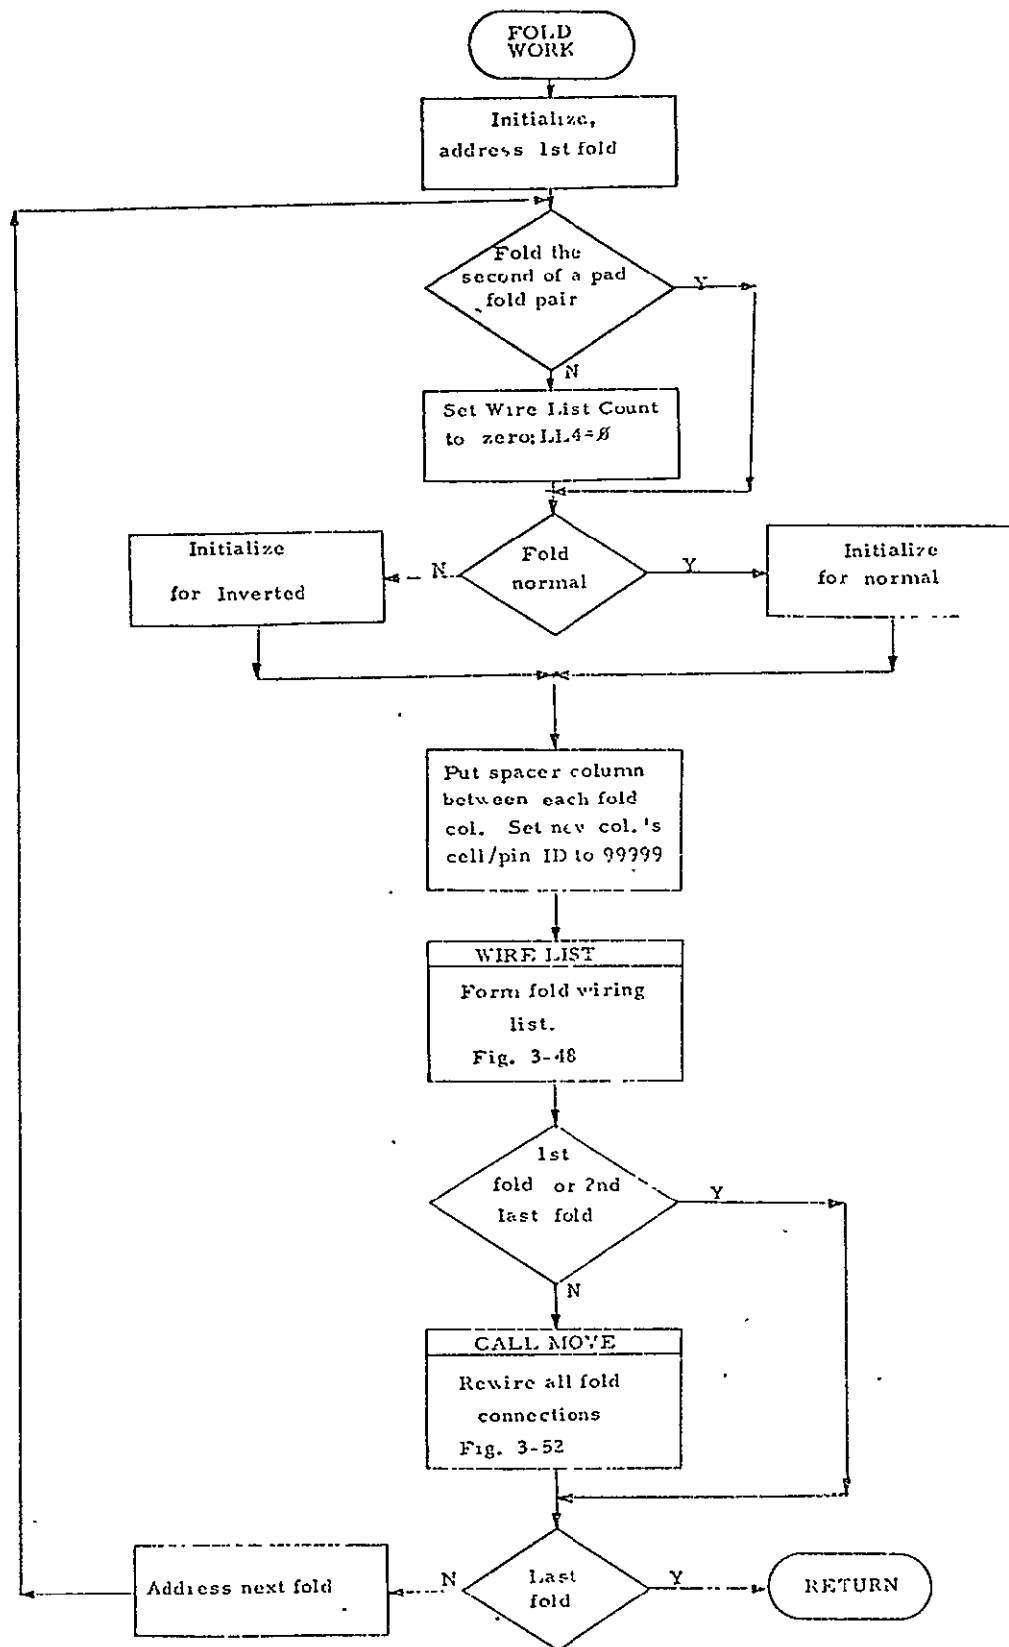 FOLD
WORK
Initialize,
address 1st fold
Fold the
second of a pad
fold pair
Y
N
Set Wire List Count
to zero; LL4=Ø
Fold
normal
N
Y
Initialize
for Inverted
Initialize
for normal
Put spacer column
between each fold
col. Set new col.'s
cell/pin ID to 99999
WIRE LIST
Form fold wiring
list.
Fig. 3-48
1st
fold or 2nd
last fold
Y
N
CALL MOVE
Rewire all fold
connections
Fig. 3-52
Address next fold
N
Last
fold
Y
RETURN